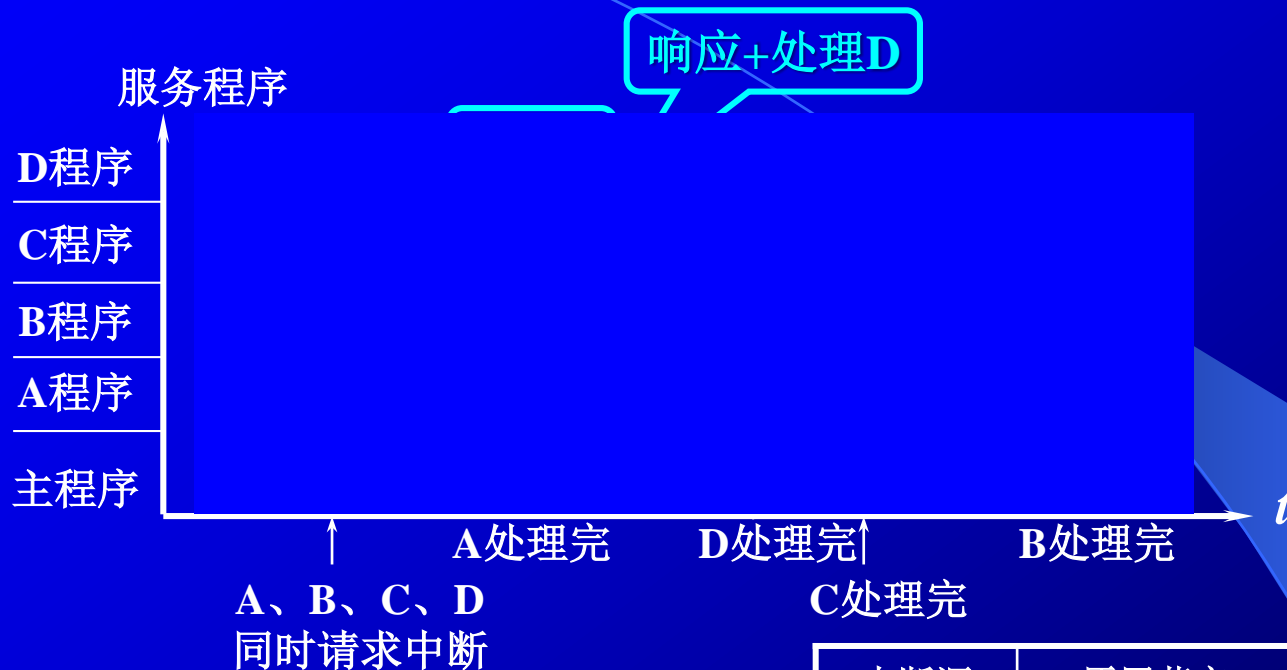 响应+处理D
服务程序
D程序
C程序
B程序
A程序
主程序
t
A处理完
D处理完
B处理完
A、B、C、D
同时请求中断
C处理完